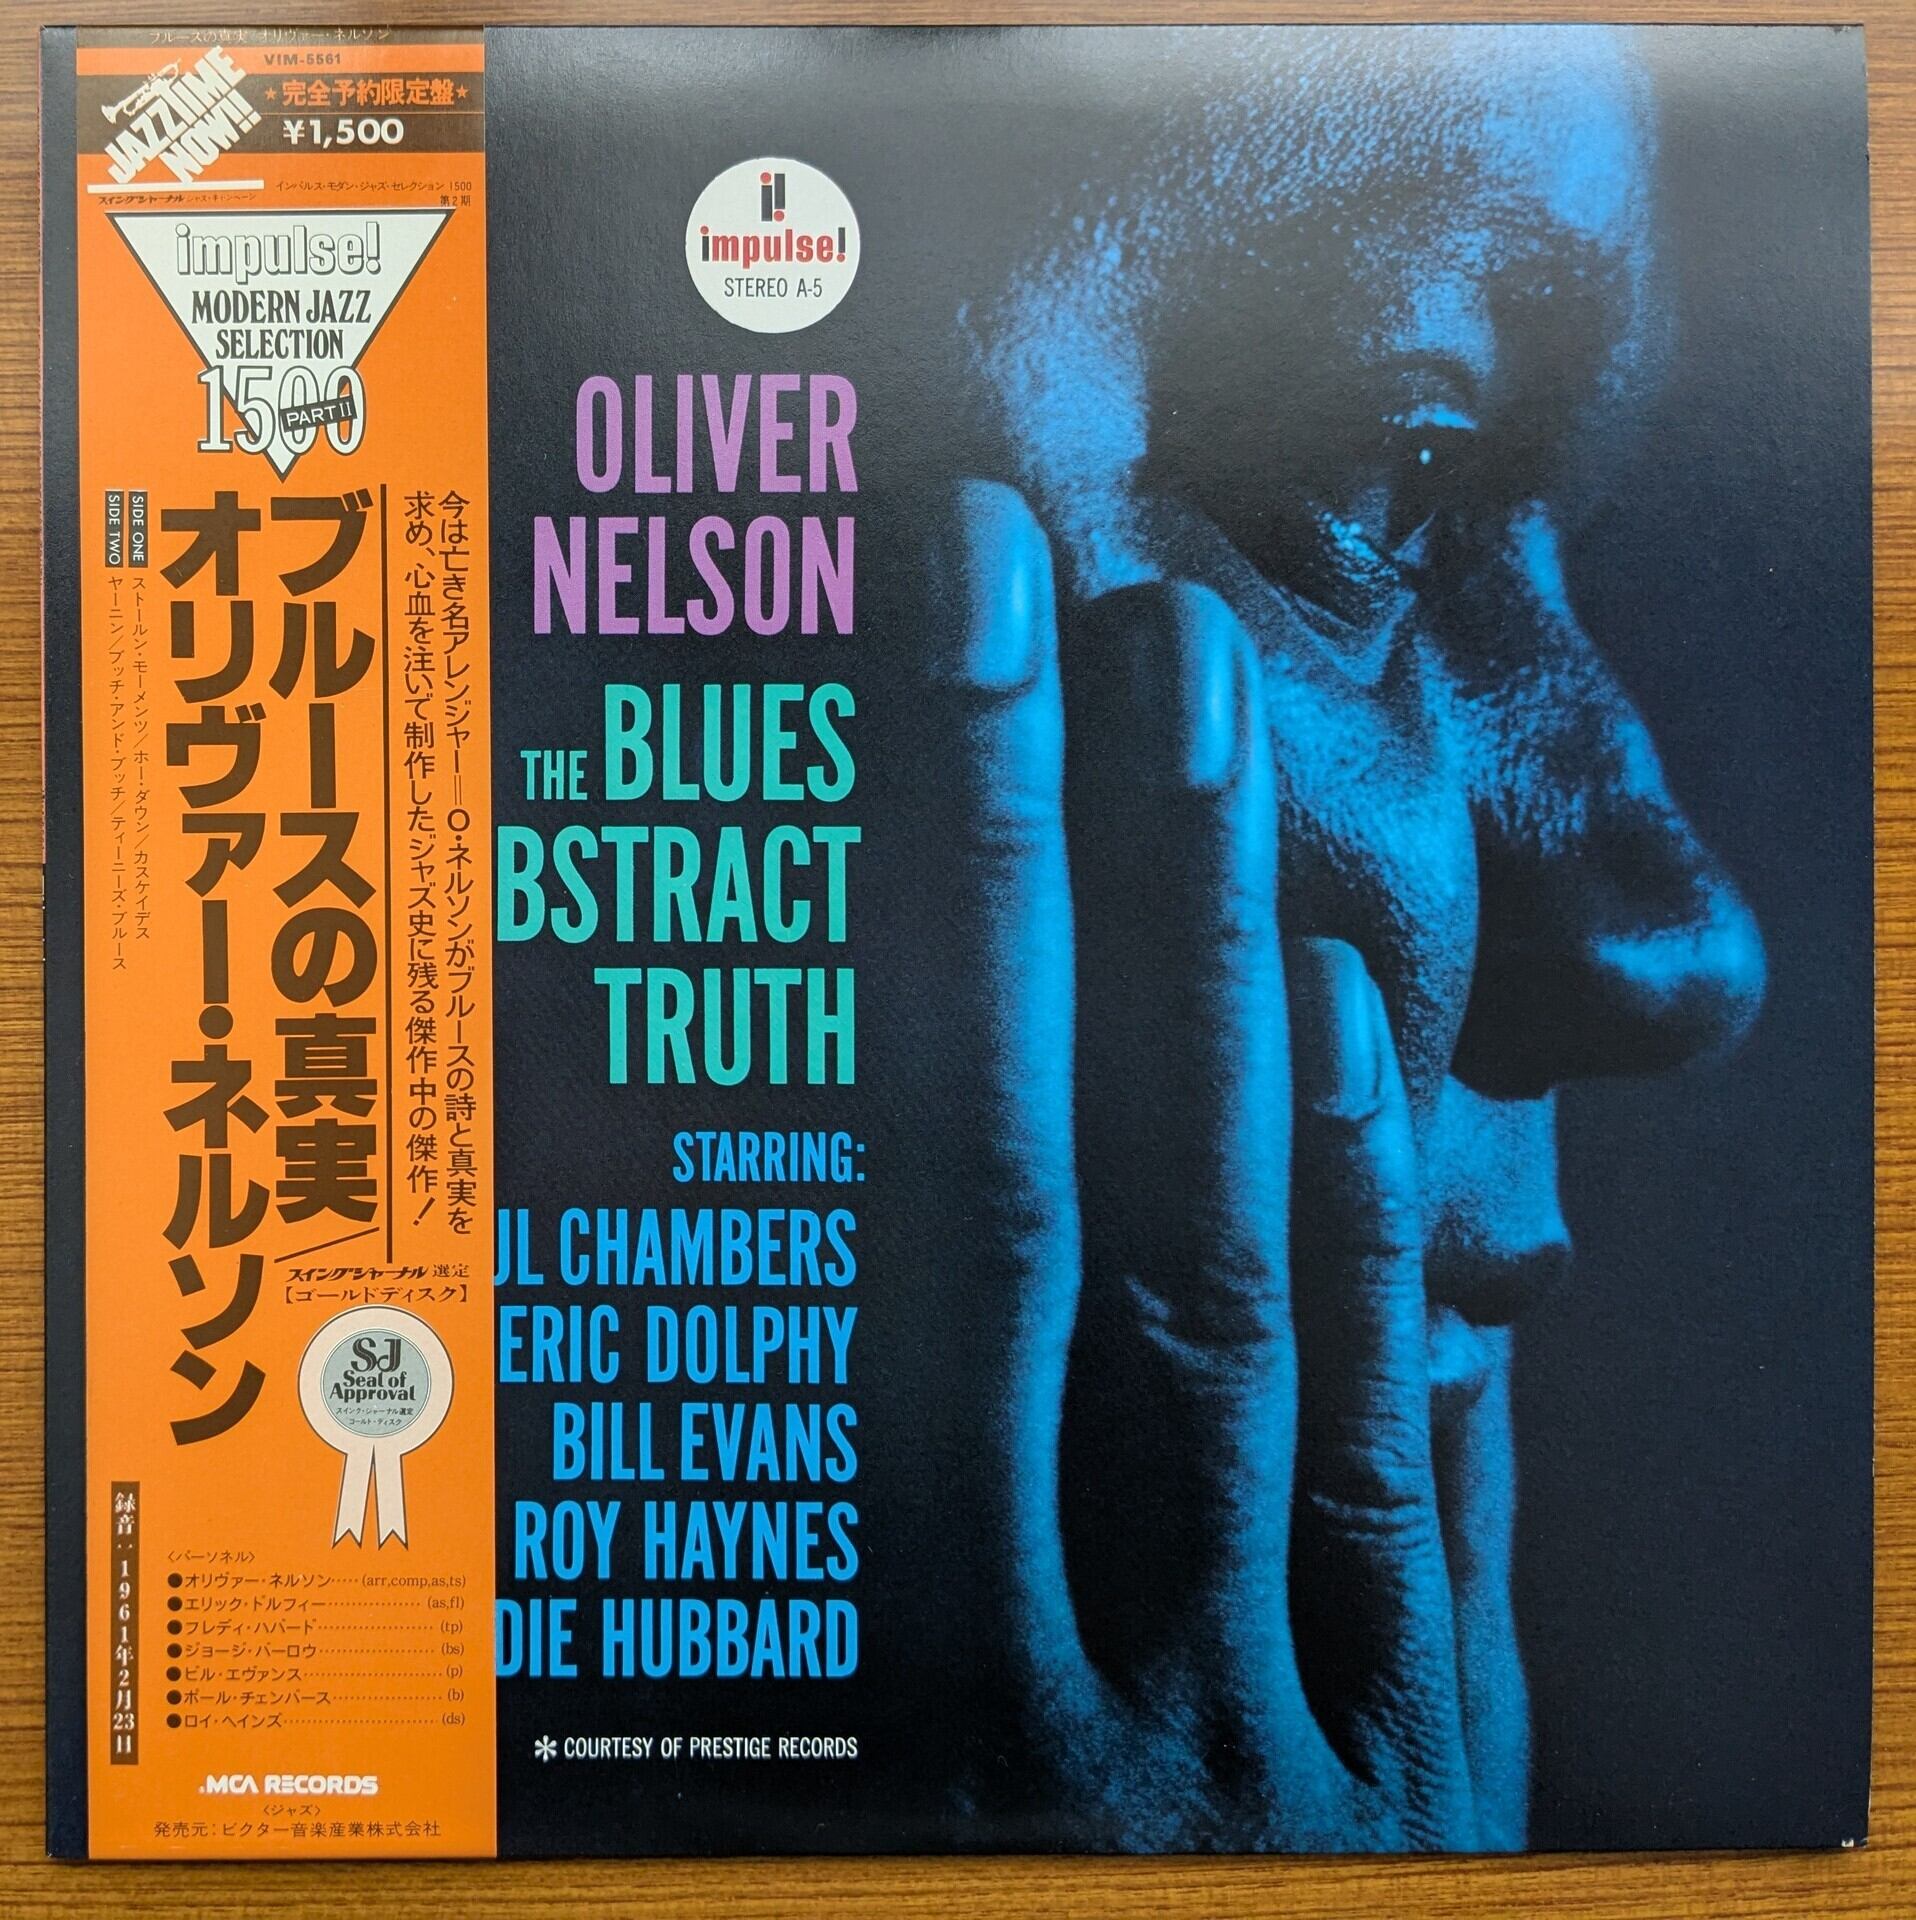 ブルースの真実 オリヴァー・ネルソン
VIM-5561
JAZZTIME NOW!!
★完全予約限定盤★
¥1,500
インパルス・モダン・ジャズ・セレクション 1500
第2期
スイングジャーナル ジャズ・キャンペーン
impulse!
MODERN JAZZ
SELECTION
1500
PART II
今は亡き名アレンジャー＝O・ネルソンがブルースの詩と真実を
求め、心血を注いで制作したジャズ史に残る傑作中の傑作！
ブルースの真実
オリヴァー・ネルソン
SIDE ONE ストールン・モーメンツ／ホー・ダウン／カスケイデス
SIDE TWO ヤーニン／ブッチ・アンド・ブッチ／ティーニーズ・ブルース
スイングジャーナル 選定
【ゴールドディスク】
SJ
Seal of
Approval
スイング・ジャーナル選定
ゴールド・ディスク
録音：1961年2月23日
〈パーソネル〉
●オリヴァー・ネルソン……(arr,comp,as,ts)
●エリック・ドルフィー……(as,fl)
●フレディ・ハバード……(tp)
●ジョージ・バーロウ……(bs)
●ビル・エヴァンス……(p)
●ポール・チェンバース……(b)
●ロイ・ヘインズ……(ds)
MCA RECORDS
〈ジャズ〉
発売元：ビクター音楽産業株式会社
i!
impulse!
STEREO A-5
OLIVER
NELSON
THE BLUES
BSTRACT
TRUTH
STARRING:
UL CHAMBERS
ERIC DOLPHY
BILL EVANS
ROY HAYNES
DIE HUBBARD
* COURTESY OF PRESTIGE RECORDS